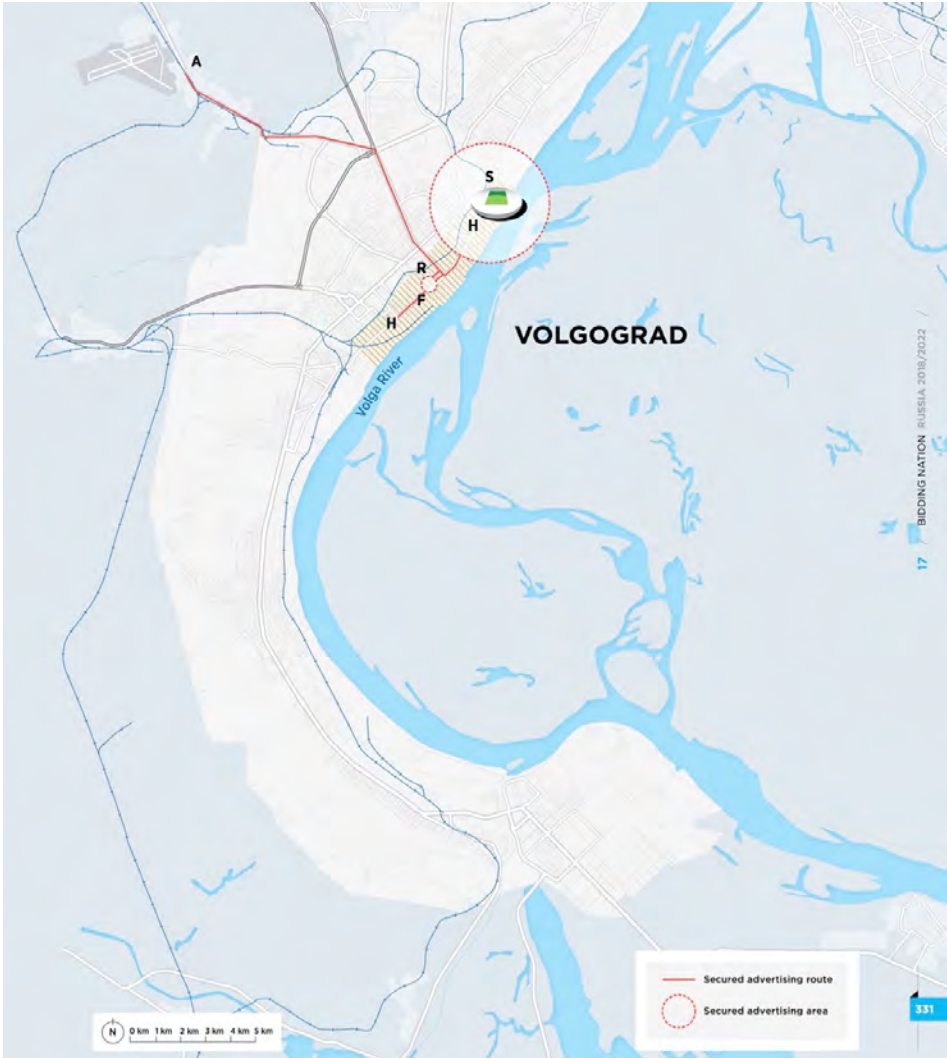 A
S
H
R
F
H
VOLGOGRAD
Volga River
17 / BIDDING NATION RUSSIA 2018/2022 /
Secured advertising route
Secured advertising area
331
N 0 km 1 km 2 km 3 km 4 km 5 km